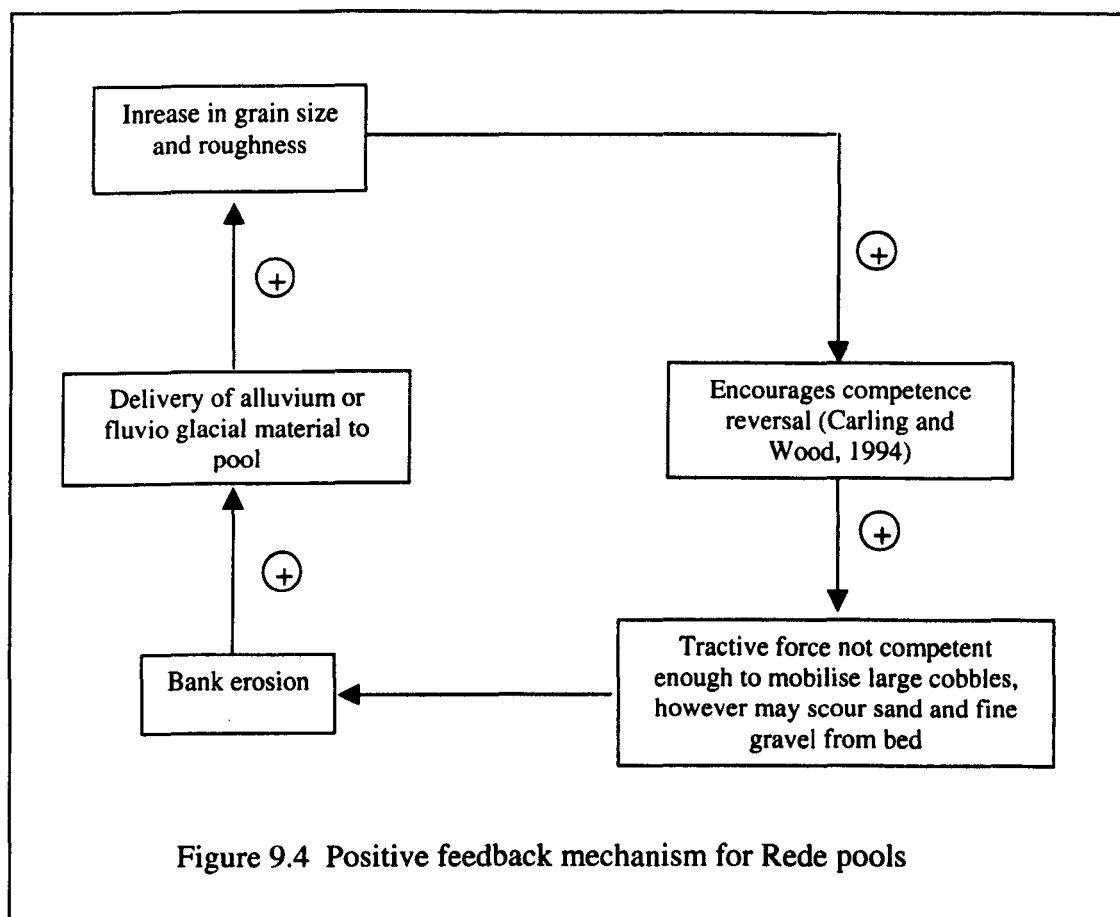 Inrease in grain size
and roughness
+
+
Delivery of alluvium or
fluvio glacial material to
pool
Encourages competence
reversal (Carling and
Wood, 1994)
+
+
Bank erosion
Tractive force not competent
enough to mobilise large cobbles,
however may scour sand and fine
gravel from bed
Figure 9.4 Positive feedback mechanism for Rede pools